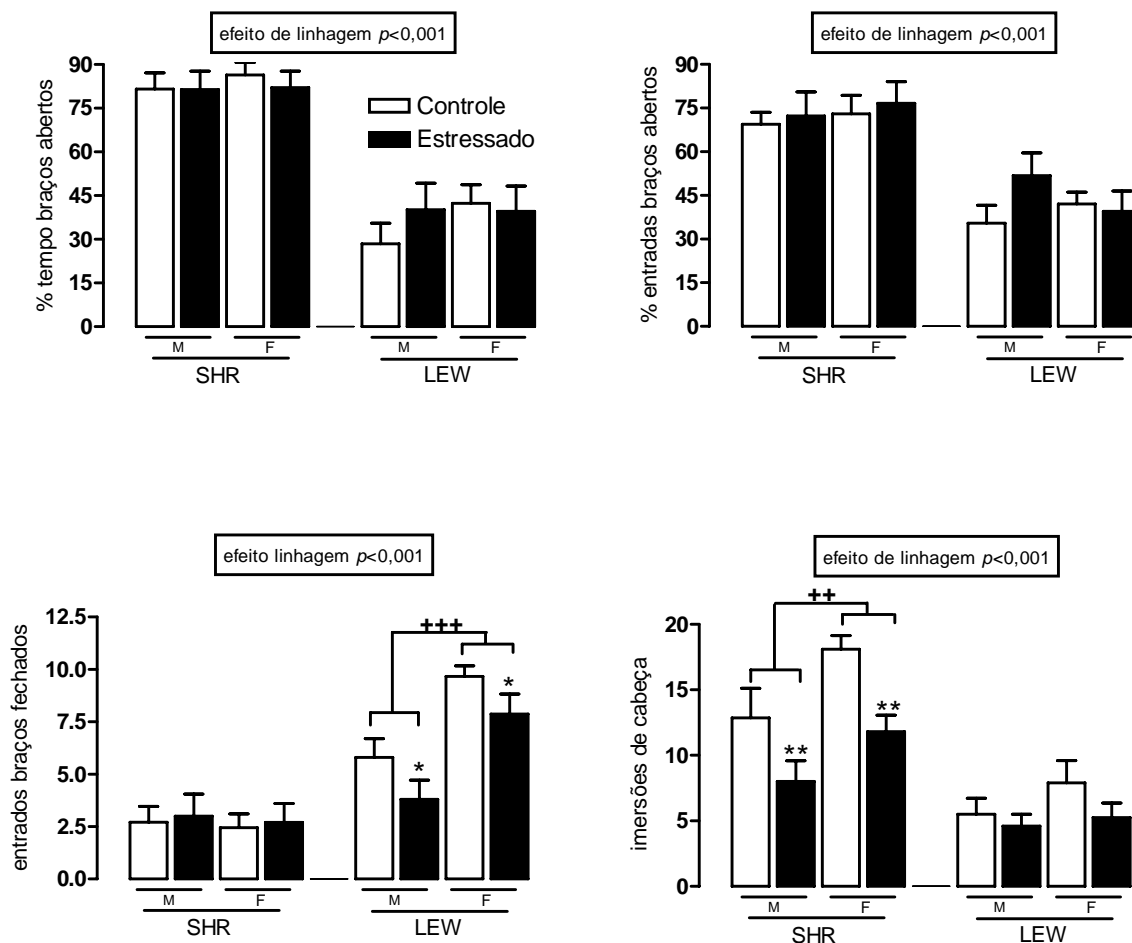 efeito de linhagem p<0,001
% tempo braços abertos
90
75
60
45
30
15
0
Controle
Estressado
M
F
M
F
SHR
LEW
efeito de linhagem p<0,001
% entradas braços abertos
90
75
60
45
30
15
0
M
F
M
F
SHR
LEW
efeito linhagem p<0,001
entrados braços fechados
12.5
10.0
7.5
5.0
2.5
0.0
+++
*
*
M
F
M
F
SHR
LEW
efeito de linhagem p<0,001
imersões de cabeça
20
15
10
5
0
++
**
**
M
F
M
F
SHR
LEW